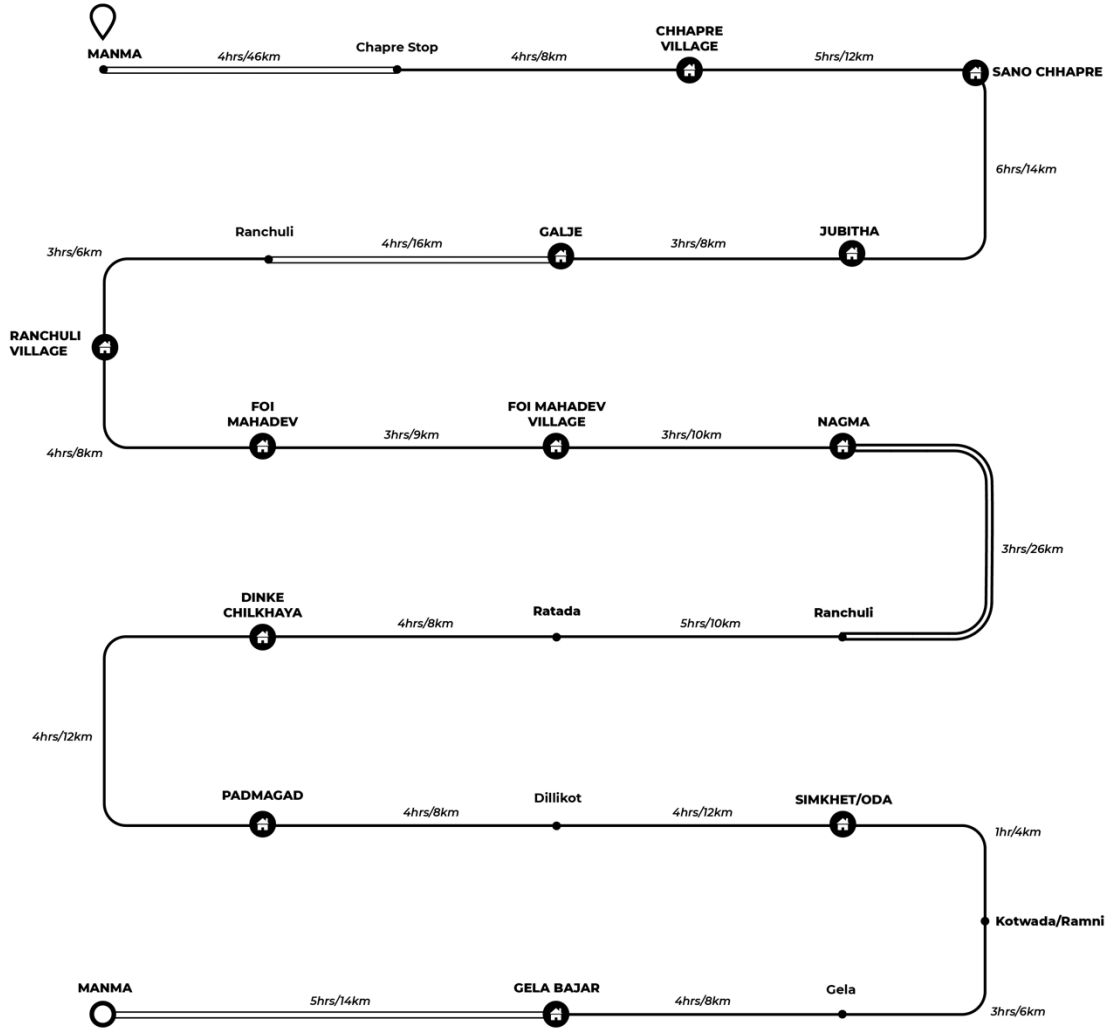 MANMA
4hrs/46km
Chapre Stop
4hrs/8km
CHHAPRE
VILLAGE
5hrs/12km
SANO CHHAPRE
6hrs/14km
JUBITHA
3hrs/8km
GALJE
4hrs/16km
Ranchuli
3hrs/6km
RANCHULI
VILLAGE
4hrs/8km
FOI
MAHADEV
3hrs/9km
FOI MAHADEV
VILLAGE
3hrs/10km
NAGMA
3hrs/26km
Ranchuli
5hrs/10km
Ratada
4hrs/8km
DINKE
CHILKHAYA
4hrs/12km
PADMAGAD
4hrs/8km
Dillikot
4hrs/12km
SIMKHET/ODA
1hr/4km
Kotwada/Ramni
3hrs/6km
Gela
4hrs/8km
GELA BAJAR
5hrs/14km
MANMA